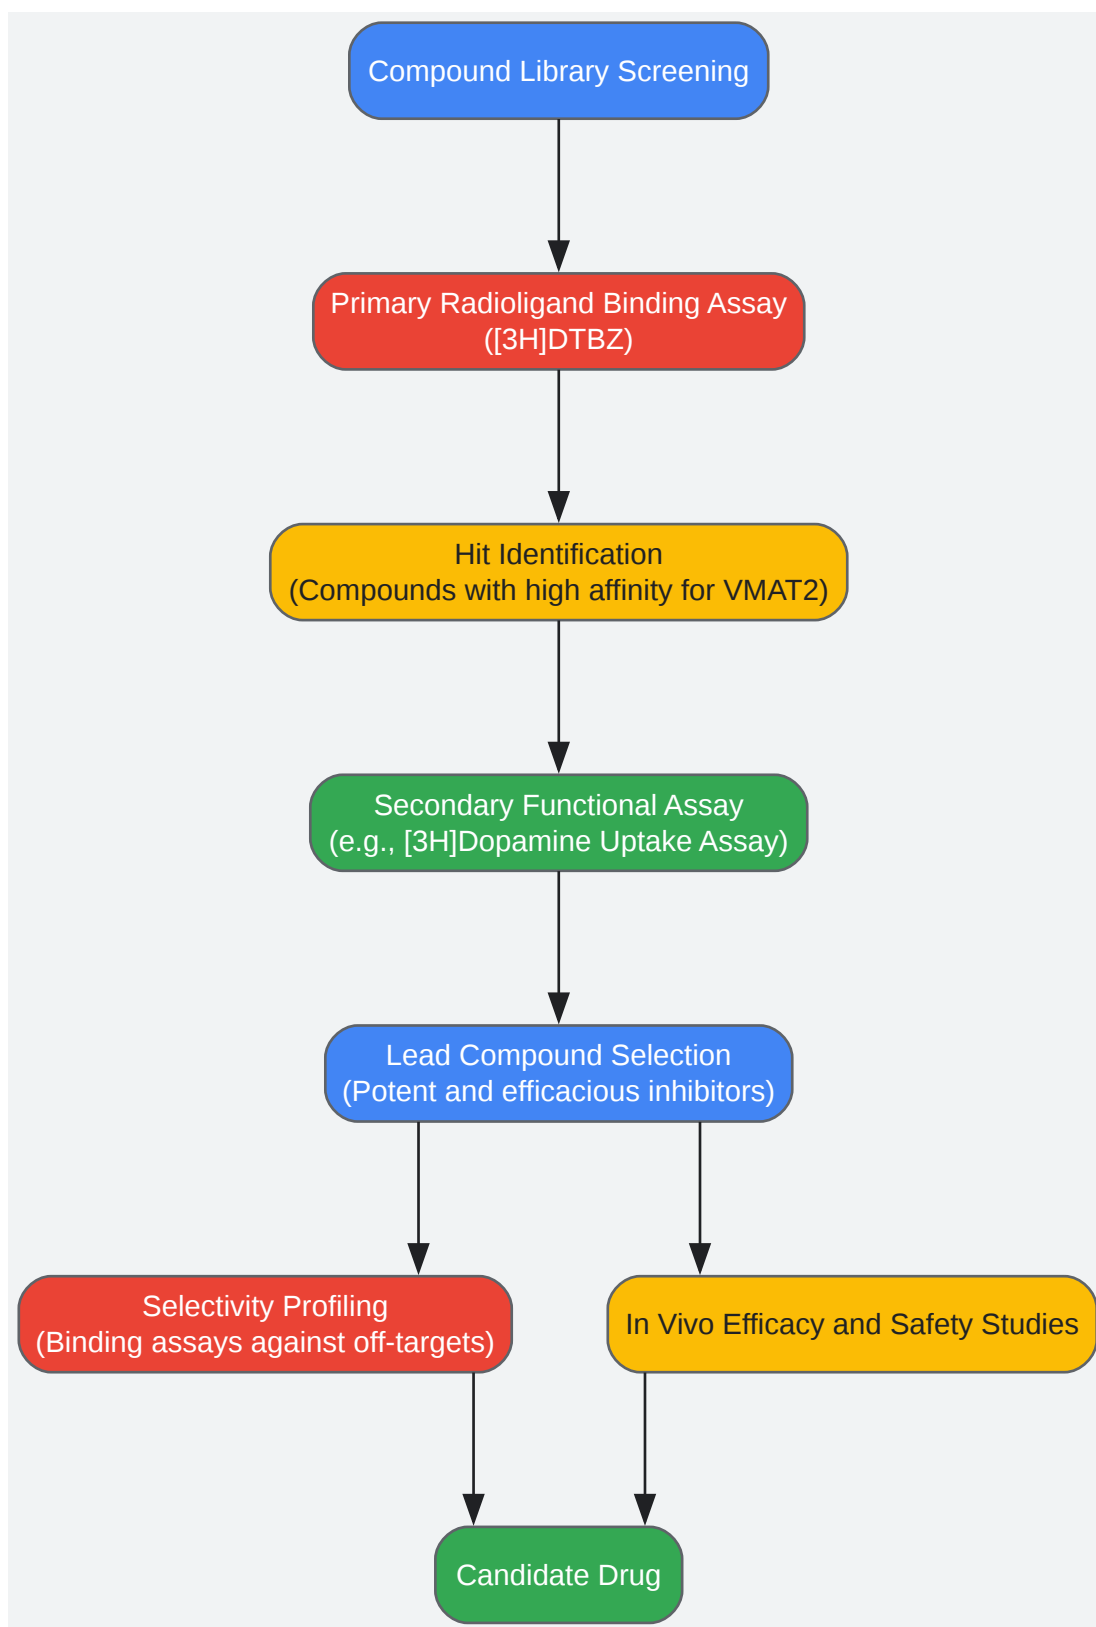 Compound Library Screening
Primary Radioligand Binding Assay
([3H]DTBZ)
Hit Identification
(Compounds with high affinity for VMAT2)
Secondary Functional Assay
(e.g., [3H]Dopamine Uptake Assay)
Lead Compound Selection
(Potent and efficacious inhibitors)
Selectivity Profiling
(Binding assays against off-targets)
In Vivo Efficacy and Safety Studies
Candidate Drug